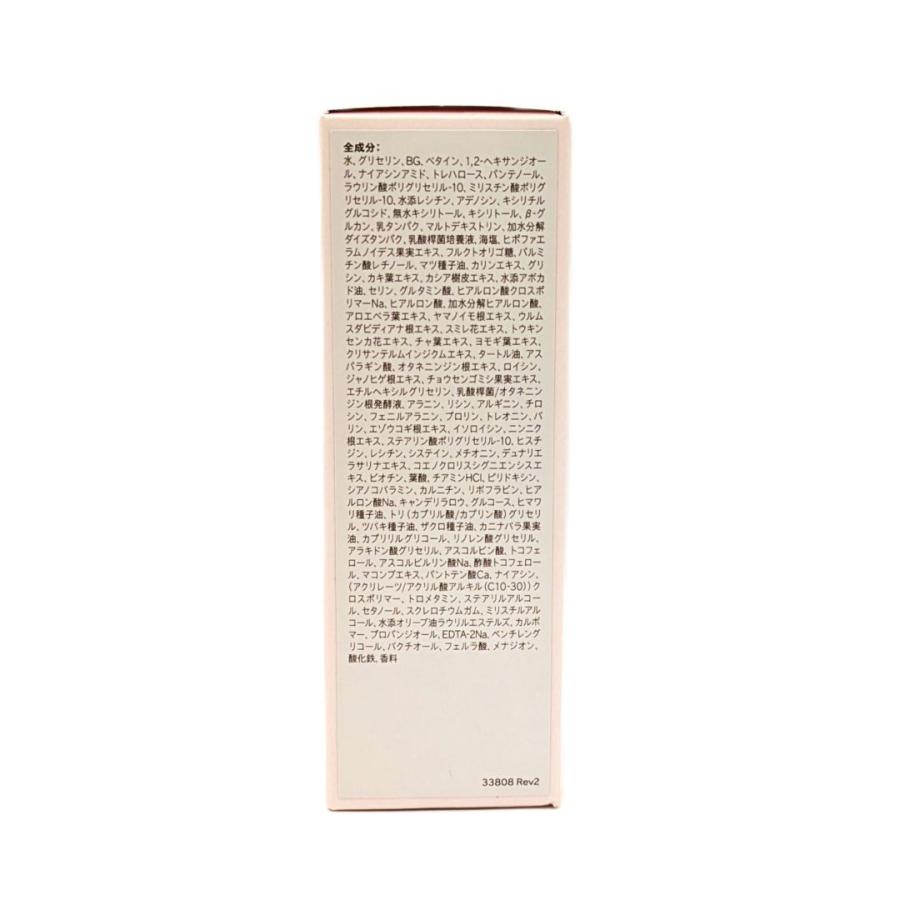 全成分:
水、グリセリン、BG、ベタイン、1,2-ヘキサンジオー
ル、ナイアシンアミド、トレハロース、パンテノール、
ラウリン酸ポリグリセリル-10、ミリスチン酸ポリグ
リセリル-10、水添レシチン、アデノシン、キシリチル
グルコシド、無水キシリトール、キシリトール、β-グ
ルカン、乳タンパク、マルトデキストリン、加水分解
ダイズタンパク、乳酸桿菌培養液、海塩、ヒポファエ
ラムノイデス果実エキス、フルクトオリゴ糖、パルミ
チン酸レチノール、マツ種子油、カリンエキス、グリ
シン、カキ葉エキス、カシア樹皮エキス、水添アボカ
ド油、セリン、グルタミン酸、ヒアルロン酸クロスポ
リマーNa、ヒアルロン酸、加水分解ヒアルロン酸、
アロエベラ葉エキス、ヤマノイモ根エキス、ウルム
スダビディアナ根エキス、スミレ花エキス、トウキン
センカ花エキス、チャ葉エキス、ヨモギ葉エキス、
クリサンテルムインジクムエキス、タートル油、アス
パラギン酸、オタネニンジン根エキス、ロイシン、
ジャノヒゲ根エキス、チョウセンゴミシ果実エキス、
エチルヘキシルグリセリン、乳酸桿菌/オタネニン
ジン根発酵液、アラニン、リシン、アルギニン、チロ
シン、フェニルアラニン、プロリン、トレオニン、バ
リン、エゾウコギ根エキス、イソロイシン、ニンニク
根エキス、ステアリン酸ポリグリセリル-10、ヒスチ
ジン、レシチン、システイン、メチオニン、デュナリエ
ラサリナエキス、コエノクロリスシグニエンシスエ
キス、ビオチン、葉酸、チアミンHCl、ピリドキシン、
シアノコバラミン、カルニチン、リボフラビン、ヒア
ルロン酸Na、キャンデリラロウ、グルコース、ヒマワ
リ種子油、トリ(カプリル酸/カプリン酸)グリセリ
ル、ツバキ種子油、ザクロ種子油、カニナバラ果実
油、カプリリルグリコール、リノレン酸グリセリル、
アラキドン酸グリセリル、アスコルビン酸、トコフェ
ロール、アスコルビルリン酸Na、酢酸トコフェロー
ル、マコンブエキス、パントテン酸Ca、ナイアシン、
(アクリレーツ/アクリル酸アルキル(C10-30))ク
ロスポリマー、トロメタミン、ステアリルアルコー
ル、セタノール、スクレロチウムガム、ミリスチルアル
コール、水添オリーブ油ラウリルエステルズ、カルボ
マー、プロパンジオール、EDTA-2Na、ペンチレング
リコール、バクチオール、フェルラ酸、メナジオン、
酸化鉄、香料
33808 Rev2